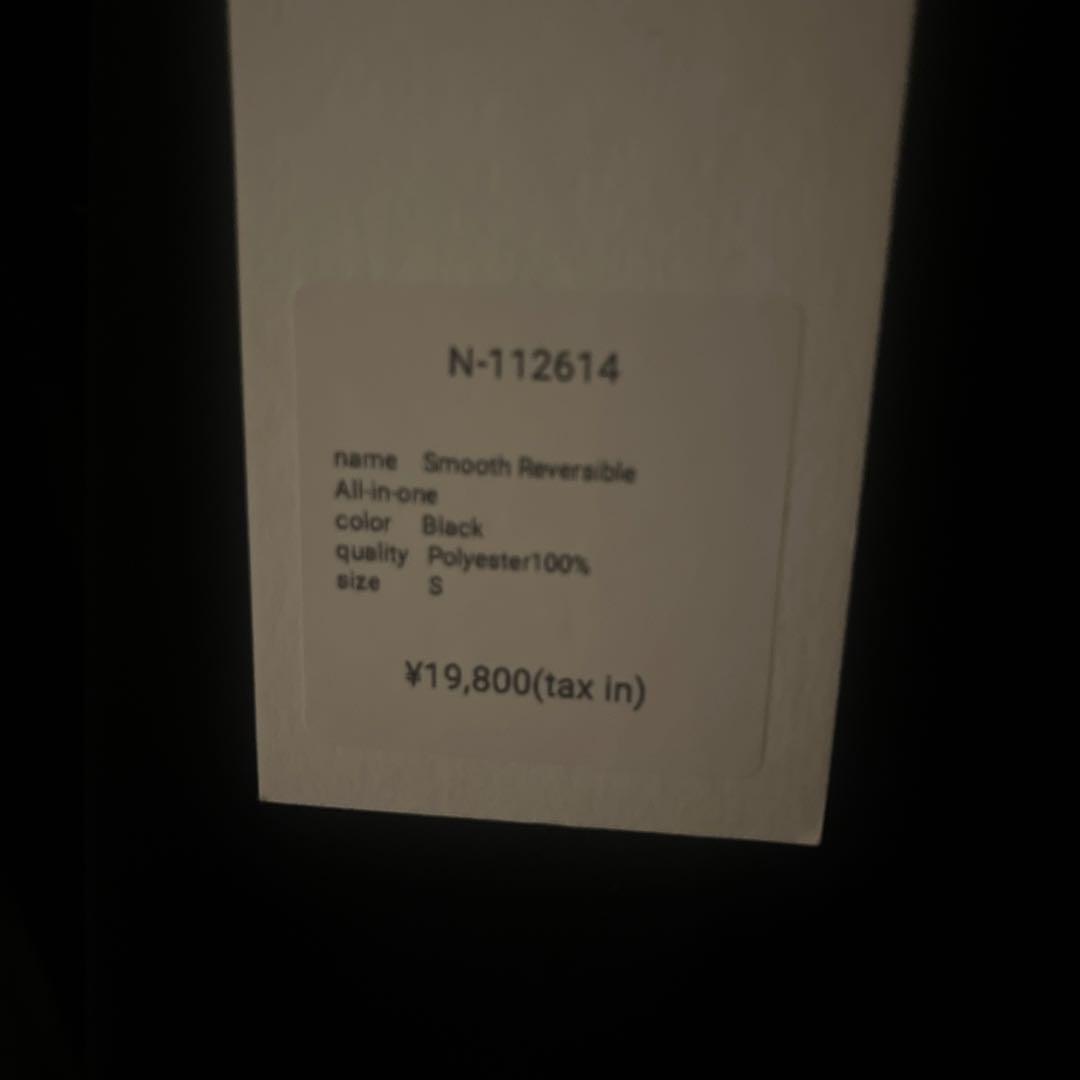 N-112614
name Smooth Reversible
All-in-one
color Black
quality Polyester100%
size S
¥19,800(tax in)